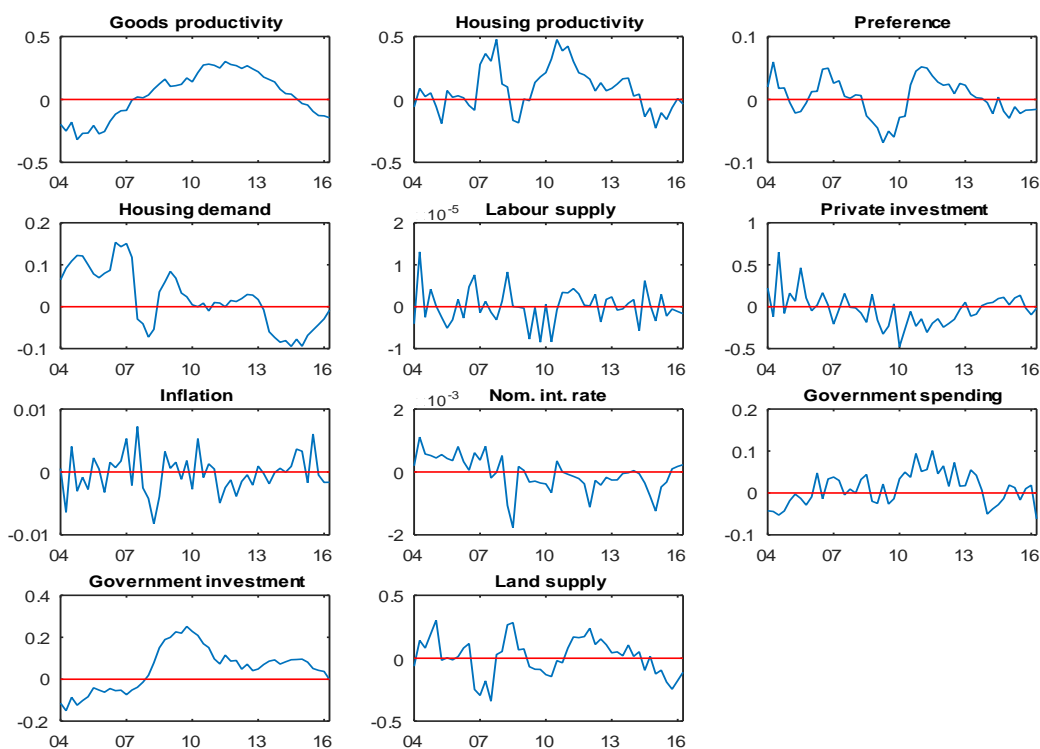 Goods productivity
0.5
0
-0.5
04 07 10 13 16
Housing productivity
0.5
0
-0.5
04 07 10 13 16
Preference
0.1
0
-0.1
04 07 10 13 16
Housing demand
0.2
0.1
0
-0.1
04 07 10 13 16
Labour supply
10-5
2
1
0
-1
04 07 10 13 16
Private investment
1
0.5
0
-0.5
04 07 10 13 16
Inflation
0.01
0
-0.01
04 07 10 13 16
Nom. int. rate
10-3
2
0
-2
04 07 10 13 16
Government spending
0.2
0.1
0
-0.1
04 07 10 13 16
Government investment
0.4
0.2
0
-0.2
04 07 10 13 16
Land supply
0.5
0
-0.5
04 07 10 13 16